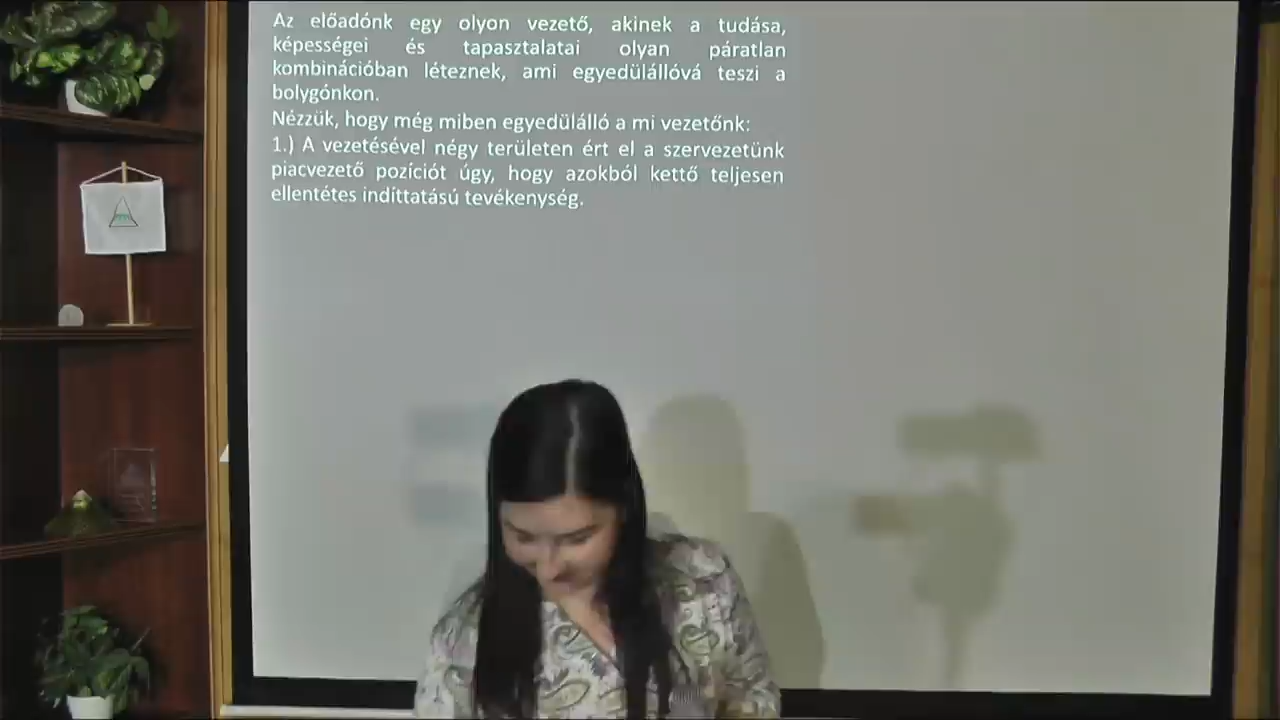 Az előadónk egy olyon vezető, akinek a tudása,
képességei és tapasztalatai olyan páratlan
kombinációban léteznek, ami egyedülállóvá teszi a
bolygónkon.
Nézzük, hogy még miben egyedülálló a mi vezetőnk:
1.) A vezetésével négy területen ért el a szervezetünk
piacvezető pozíciót úgy, hogy azokból kettő teljesen
ellentétes indíttatású tevékenység.